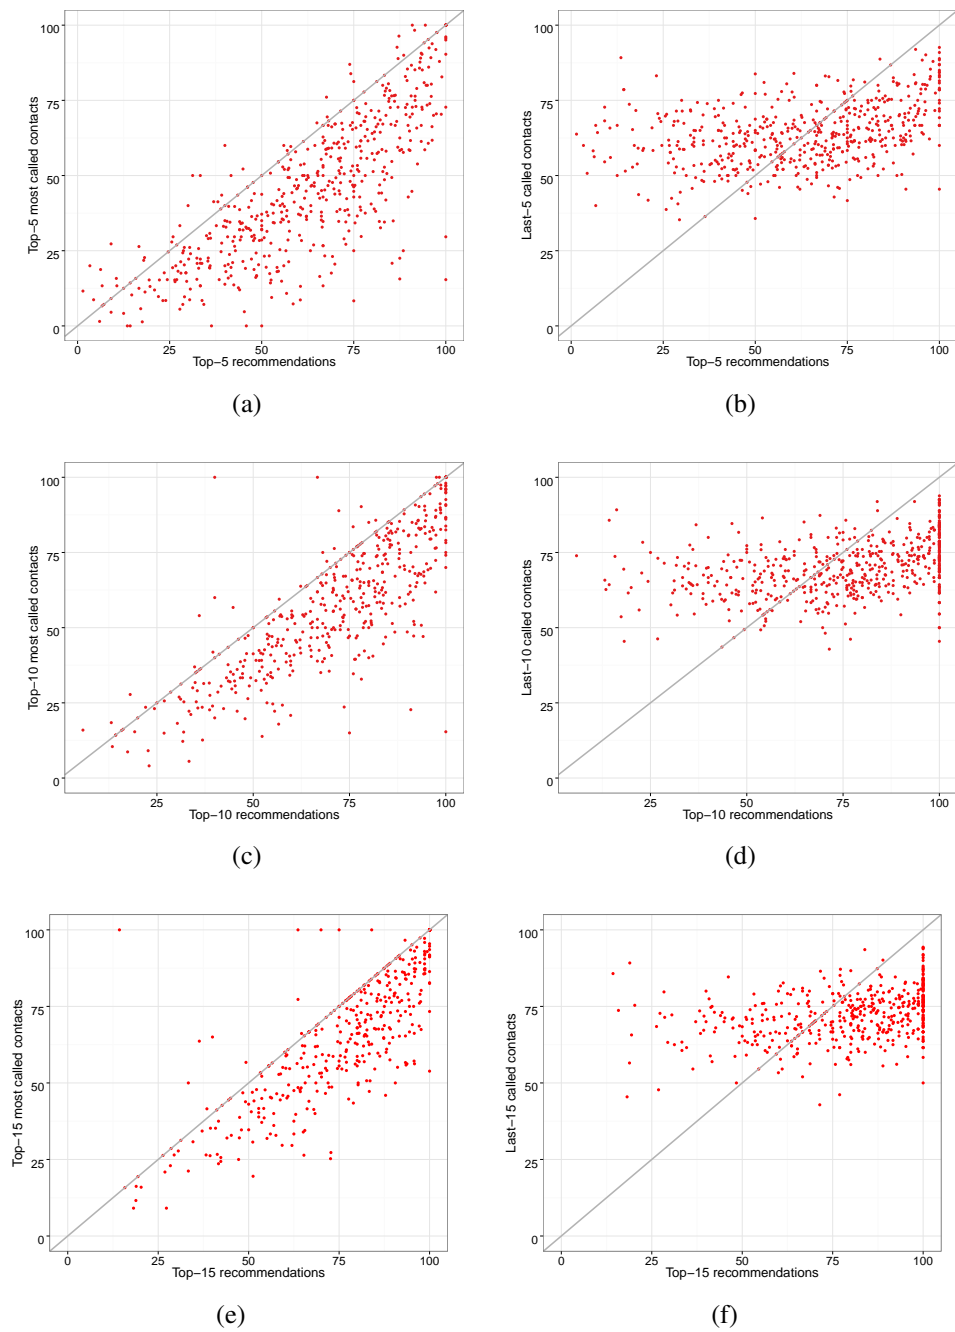 100
75
50
25
0
Top−5 most called contacts
0 25 50 75 100
Top−5 recommendations
(a)
100
75
50
25
0
Last−5 called contacts
0 25 50 75 100
Top−5 recommendations
(b)
100
75
50
25
0
Top−10 most called contacts
25 50 75 100
Top−10 recommendations
(c)
100
75
50
25
0
Last−10 called contacts
25 50 75 100
Top−10 recommendations
(d)
100
75
50
25
0
Top−15 most called contacts
0 25 50 75 100
Top−15 recommendations
(e)
100
75
50
25
0
Last−15 called contacts
0 25 50 75 100
Top−15 recommendations
(f)